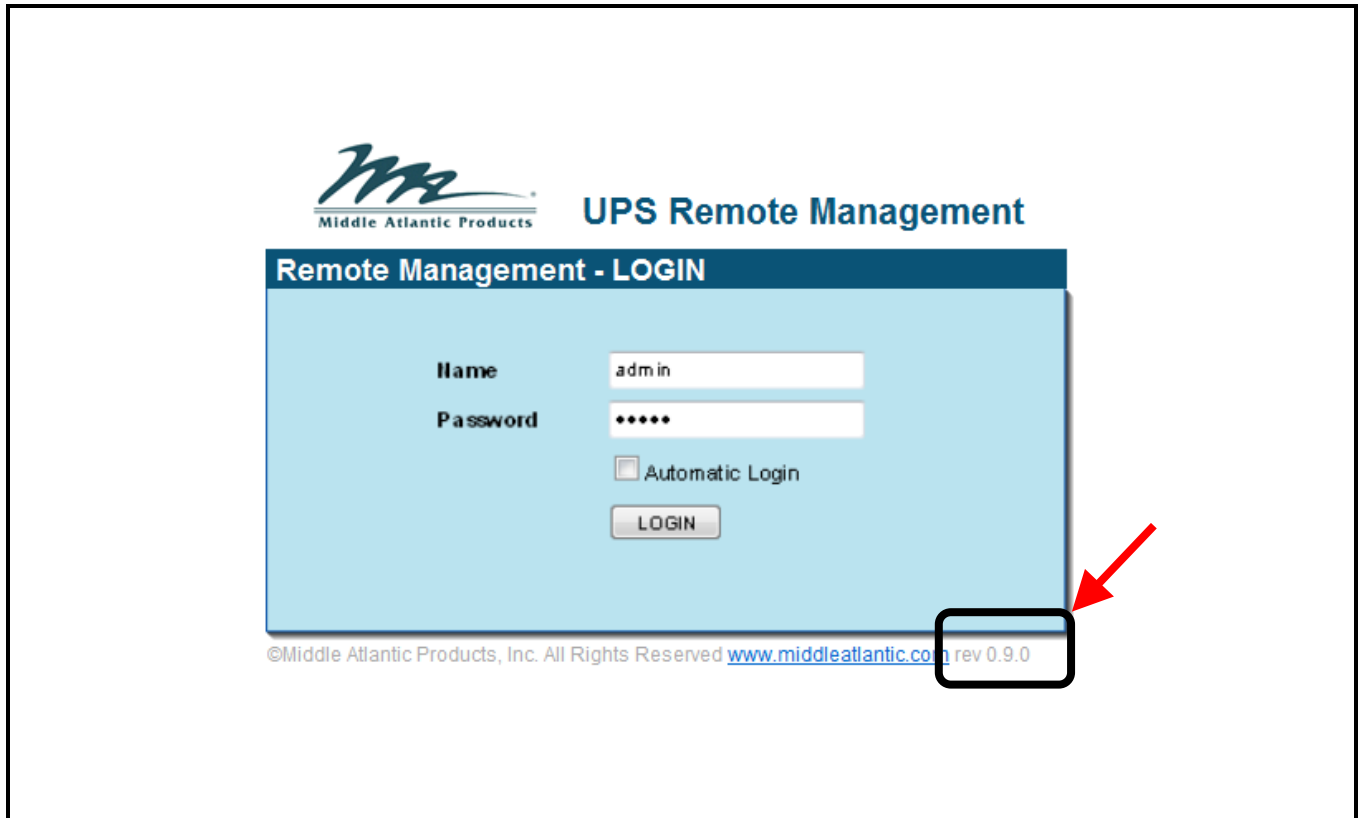 Middle Atlantic Products
UPS Remote Management
Remote Management - LOGIN
Name admin
Password •••••
Automatic Login
LOGIN
©Middle Atlantic Products, Inc. All Rights Reserved www.middleatlantic.com rev 0.9.0